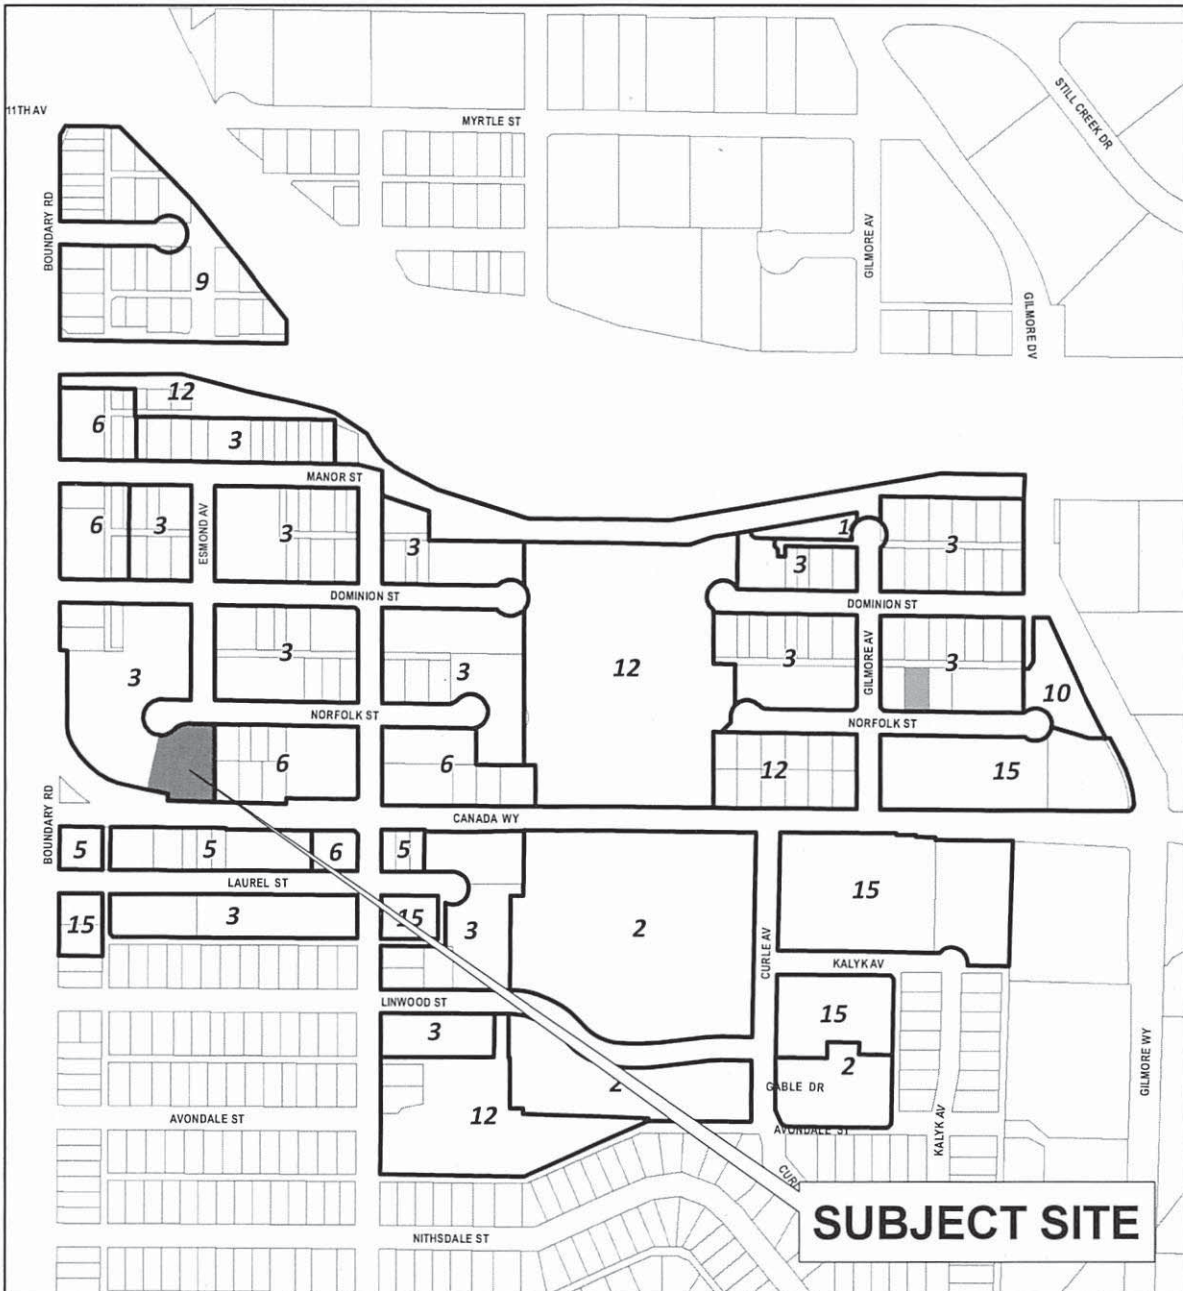 11TH AV
MYRTLE ST
STILL CREEK DR
BOUNDARY RD
GILMORE AV
9
GILMORE DV
12
6
3
MANOR ST
6
3
ESMOND AV
3
3
1
3
3
DOMINION ST
DOMINION ST
3
3
3
12
3
GILMORE AV
3
10
NORFOLK ST
NORFOLK ST
6
6
12
15
BOUNDARY RD
CANADA WY
5
5
6
5
LAUREL ST
15
15
3
15
3
2
CURLE AV
KALYK AV
LINWOOD ST
15
3
2
2
GABLE DR
GILMORE WY
AVONDALE ST
12
AVONDALE ST
KALYK AV
SUBJECT SITE
NITHSDALE ST